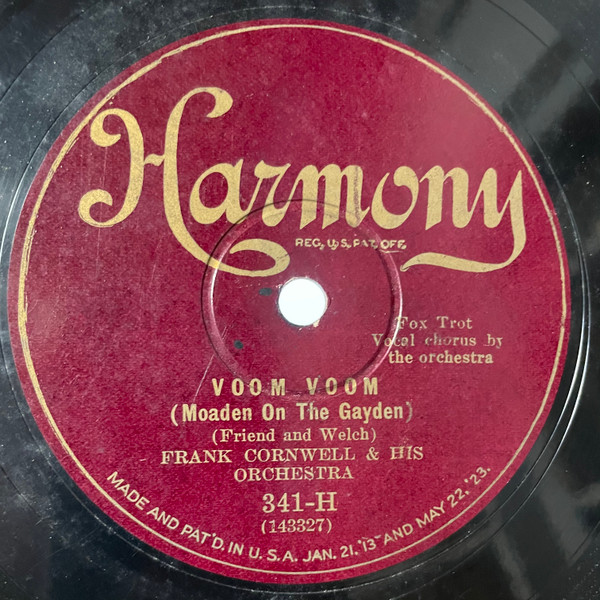 Harmony
REG. U.S. PAT. OFF.
Fox Trot
Vocal chorus by
the orchestra
VOOM VOOM
(Moaden On The Gayden)
(Friend and Welch)
FRANK CORNWELL & HIS
ORCHESTRA
341-H
(143327)
MADE AND PAT'D. IN U.S.A. JAN. 21, '13 AND MAY 22, '23.